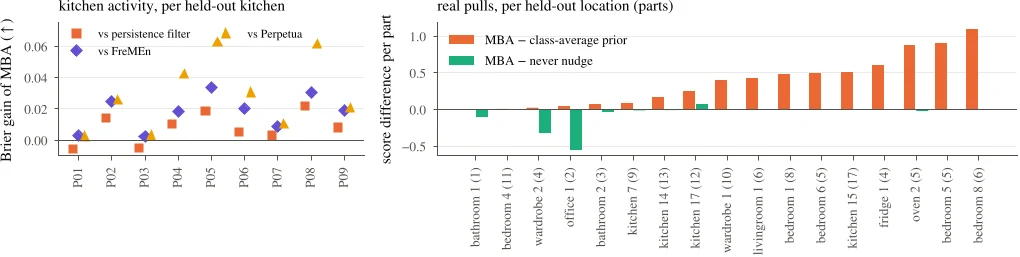 kitchen activity, per held-out kitchen
Brier gain of MBA (↑)
0.06
0.04
0.02
0.00
vs persistence filter
vs Perpetua
vs FreMEn
P01
P02
P03
P04
P05
P06
P07
P08
P09
real pulls, per held-out location (parts)
score difference per part
1.0
0.5
0.0
−0.5
MBA − class-average prior
MBA − never nudge
bathroom 1 (1)
bedroom 4 (11)
wardrobe 2 (4)
office 1 (2)
bathroom 2 (3)
kitchen 7 (9)
kitchen 14 (13)
kitchen 17 (12)
wardrobe 1 (10)
livingroom 1 (6)
bedroom 1 (8)
bedroom 6 (5)
kitchen 15 (17)
fridge 1 (4)
oven 2 (5)
bedroom 5 (5)
bedroom 8 (6)